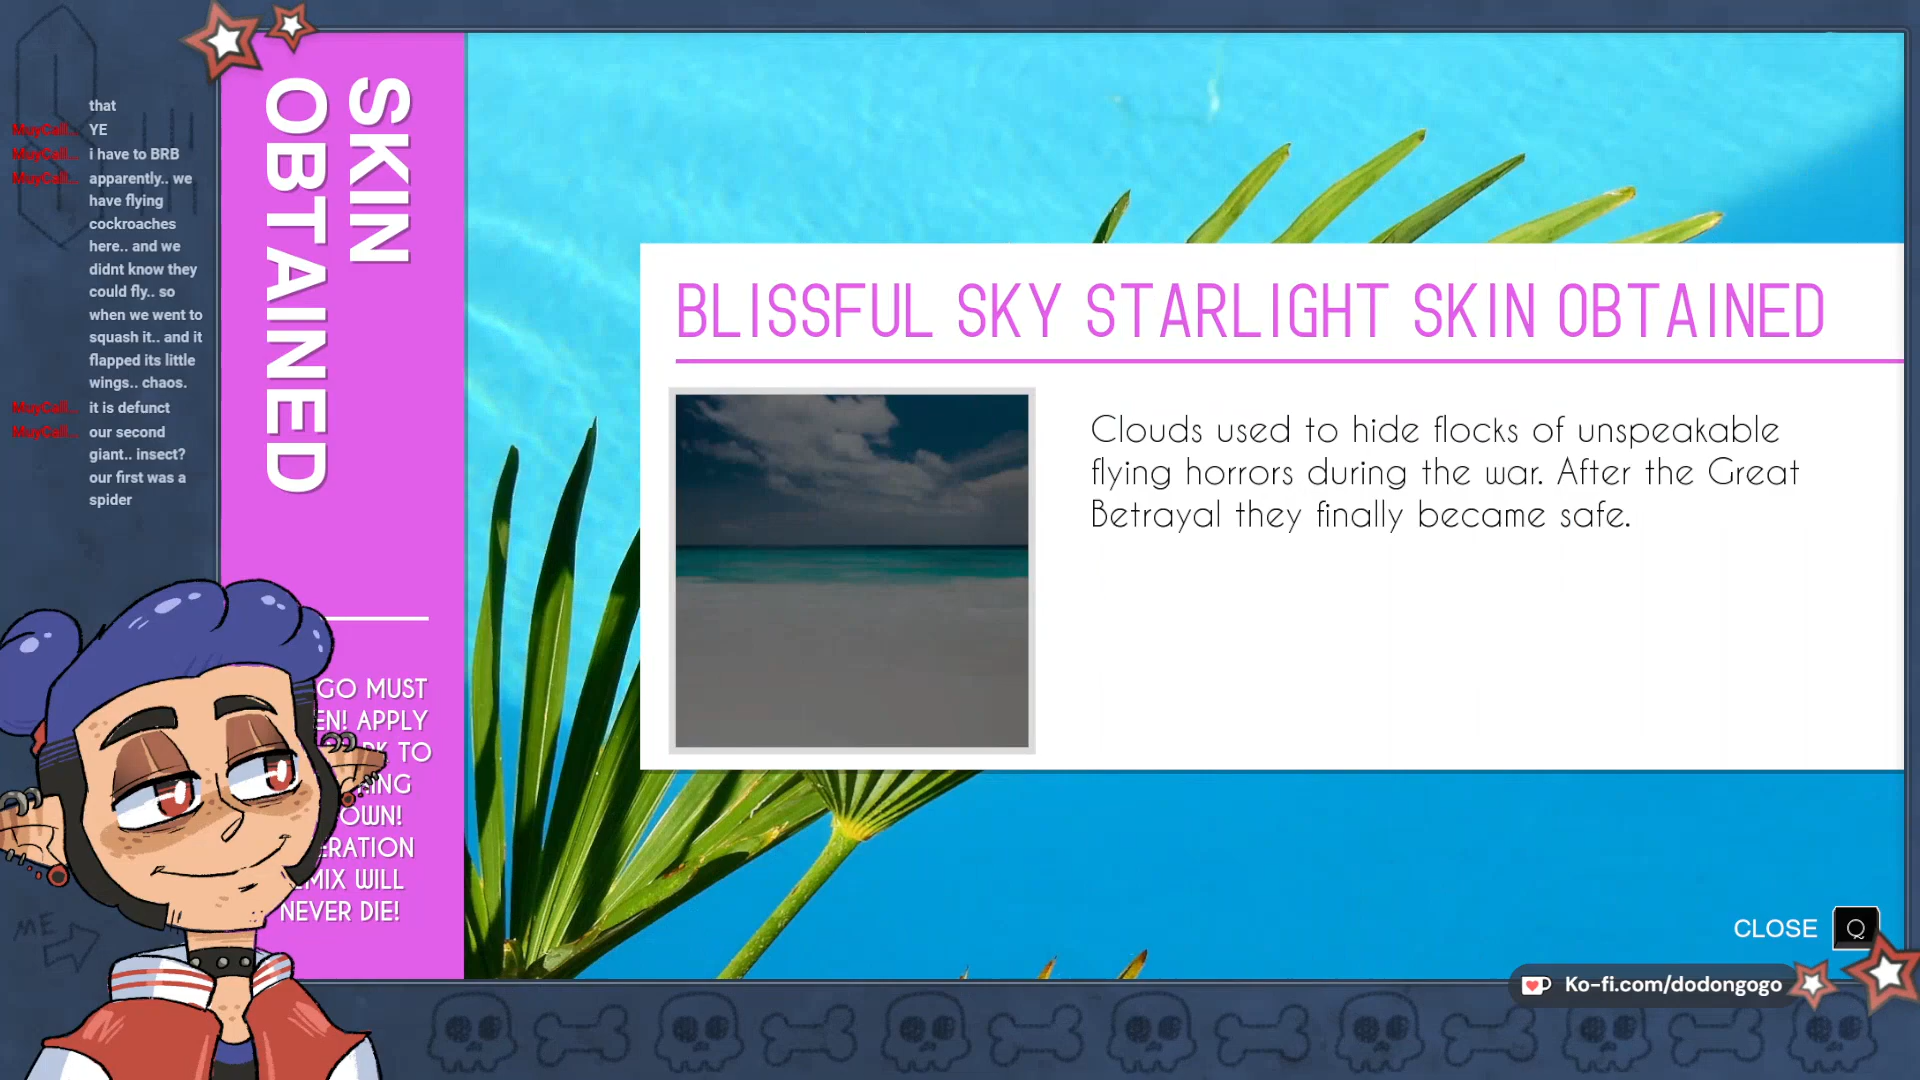 that
YE
i have to BRB
apparently.. we
have flying
cockroaches
here.. and we
didnt know they
could fly.. so
when we went to
squash it.. and it
flapped its little
wings.. chaos.
it is defunct
our second
giant.. insect?
our first was a
spider
SKIN
OBTAINED
GO MUST
EN! APPLY
TO
OWN!
NEVER DIE!
WILL
BLISSFUL SKY STARLIGHT SKIN OBTAINED
Clouds used to hide flocks of unspeakable
flying horrors during the war. After the Great
Betrayal they finally became safe.
CLOSE Q
Ko-fi.com/dodongogo
ME